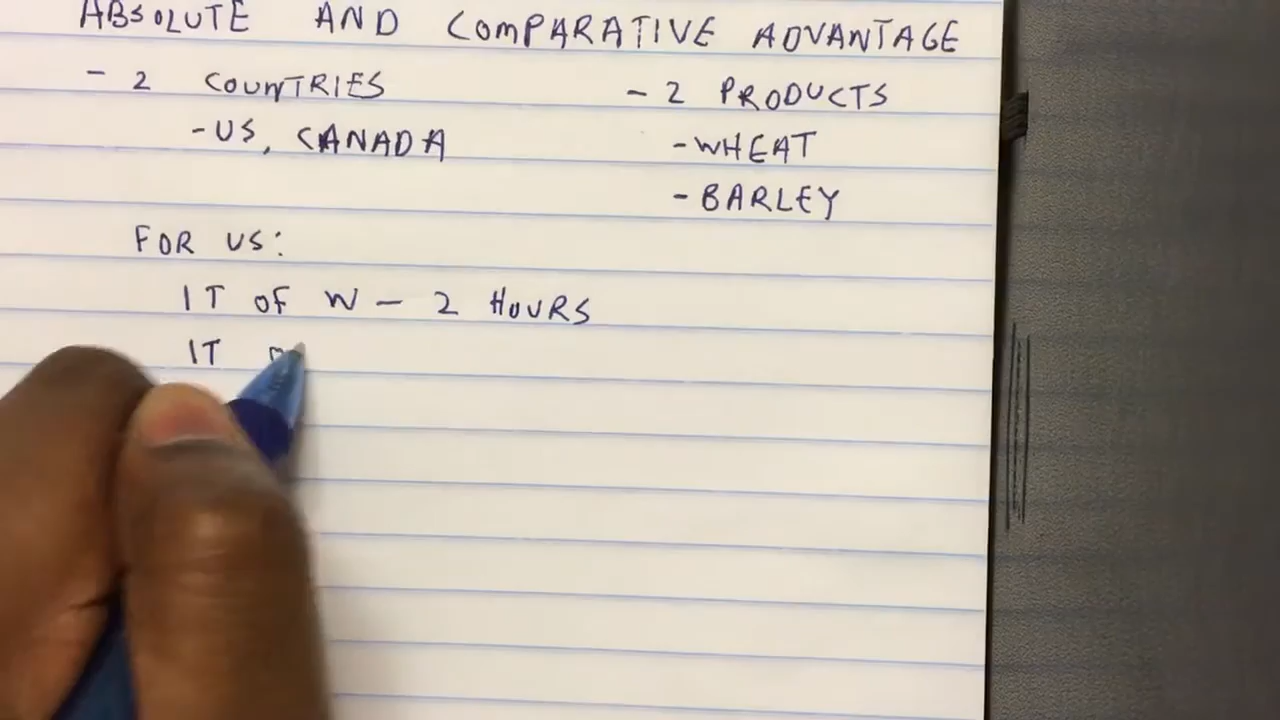 ABSOLUTE AND COMPARATIVE ADVANTAGE
- 2 COUNTRIES
- US, CANADA
- 2 PRODUCTS
- WHEAT
- BARLEY
FOR US:
1T OF W - 2 HOURS
1T